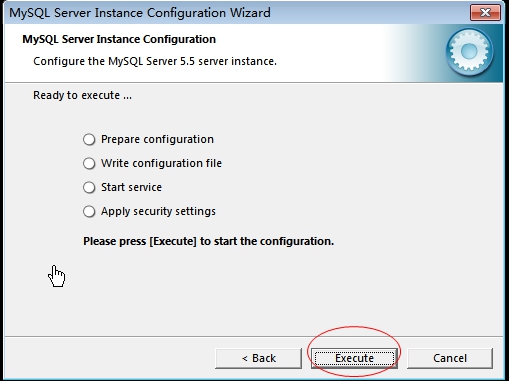 MySQL Server Instance Configuration Wizard
MySQL Server Instance Configuration
Configure the MySQL Server 5.5 server instance.
Ready to execute ...
Prepare configuration
Write configuration file
Start service
Apply security settings
Please press [Execute] to start the configuration.
< Back
Execute
Cancel